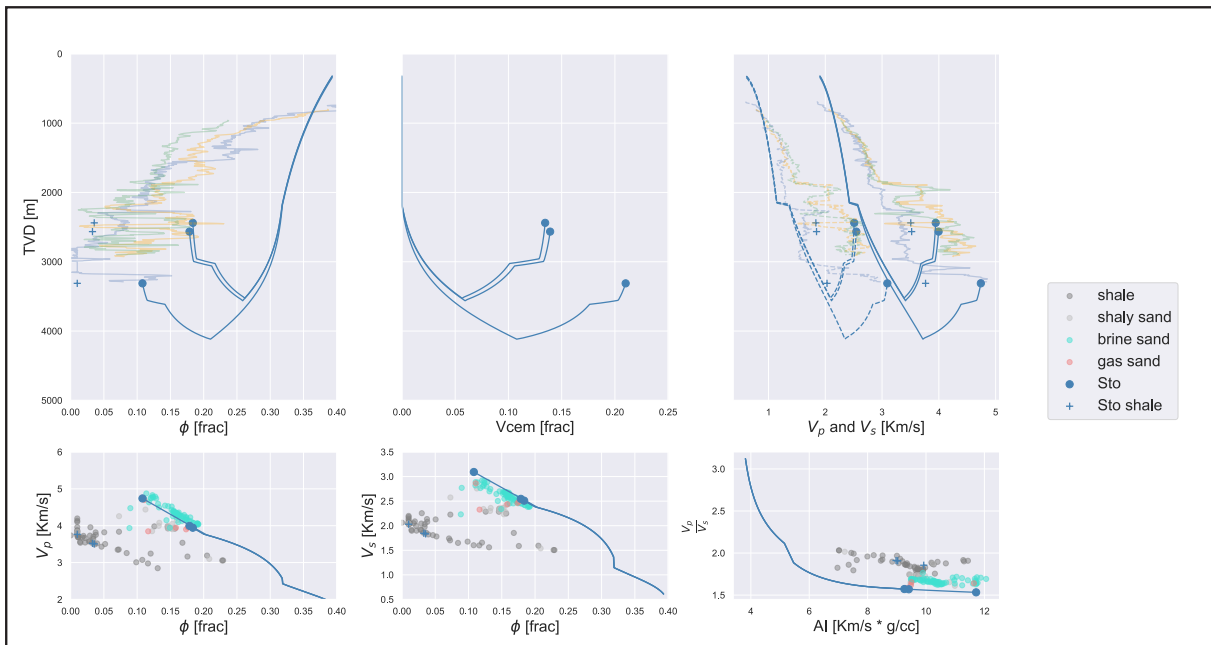 0
1000
2000
3000
4000
5000
TVD [m]
0.00 0.05 0.10 0.15 0.20 0.25 0.30 0.35 0.40
ϕ [frac]
0.00 0.05 0.10 0.15 0.20 0.25
Vcem [frac]
1 2 3 4 5
V_p and V_s [Km/s]
shale
shaly sand
brine sand
gas sand
Sto
Sto shale
6
5
4
3
2
V_p [Km/s]
0.00 0.05 0.10 0.15 0.20 0.25 0.30 0.35 0.40
ϕ [frac]
3.5
3.0
2.5
2.0
1.5
1.0
0.5
V_s [Km/s]
0.00 0.05 0.10 0.15 0.20 0.25 0.30 0.35 0.40
ϕ [frac]
3.0
2.5
2.0
1.5
V_p
V_s
4 6 8 10 12
AI [Km/s * g/cc]